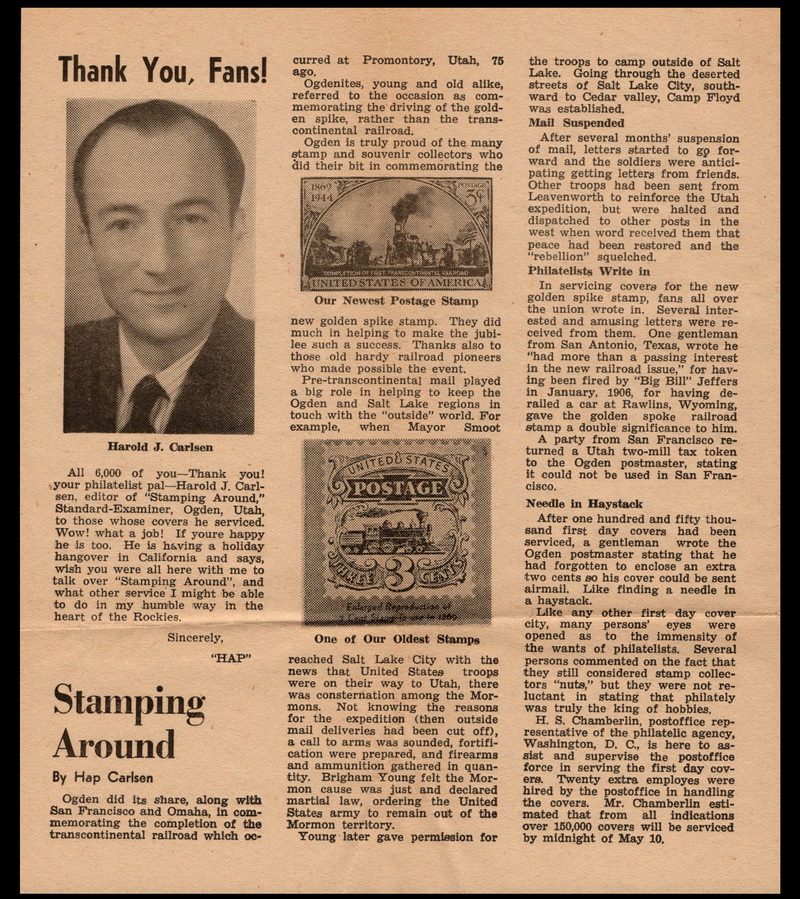 Thank You, Fans!
Harold J. Carlsen
All 6,000 of you—Thank you!
your philatelist pal—Harold J. Carl-
sen, editor of "Stamping Around,"
Standard-Examiner, Ogden, Utah,
to those whose covers he serviced.
Wow! what a job! If youre happy
he is too. He is having a holiday
hangover in California and says,
wish you were all here with me to
talk over "Stamping Around", and
what other service I might be able
to do in my humble way in the
heart of the Rockies.
Sincerely,
"HAP"
Stamping
Around
By Hap Carlsen
Ogden did its share, along with
San Francisco and Omaha, in com-
memorating the completion of the
transcontinental railroad which oc-
curred at Promontory, Utah, 75
ago.
Ogdenites, young and old alike,
referred to the occasion as com-
memorating the driving of the gold-
en spike, rather than the trans-
continental railroad.
Ogden is truly proud of the many
stamp and souvenir collectors who
did their bit in commemorating the
1869
1944
POSTAGE
3¢
COMPLETION OF FIRST TRANSCONTINENTAL RAILROAD
UNITED STATES OF AMERICA
Our Newest Postage Stamp
new golden spike stamp. They did
much in helping to make the jubi-
lee such a success. Thanks also to
those old hardy railroad pioneers
who made possible the event.
Pre-transcontinental mail played
a big role in helping to keep the
Ogden and Salt Lake regions in
touch with the "outside" world. For
example, when Mayor Smoot
UNITED STATES
POSTAGE
THREE 3 CENTS
Enlarged Reproduction of
3 Cent Stamp in use in 1869
One of Our Oldest Stamps
reached Salt Lake City with the
news that United States troops
were on their way to Utah, there
was consternation among the Mor-
mons. Not knowing the reasons
for the expedition (then outside
mail deliveries had been cut off),
a call to arms was sounded, fortifi-
cation were prepared, and firearms
and ammunition gathered in quan-
tity. Brigham Young felt the Mor-
mon cause was just and declared
martial law, ordering the United
States army to remain out of the
Mormon territory.
Young later gave permission for
the troops to camp outside of Salt
Lake. Going through the deserted
streets of Salt Lake City, south-
ward to Cedar valley, Camp Floyd
was established.
Mail Suspended
After several months' suspension
of mail, letters started to go for-
ward and the soldiers were antici-
pating getting letters from friends.
Other troops had been sent from
Leavenworth to reinforce the Utah
expedition, but were halted and
dispatched to other posts in the
west when word received them that
peace had been restored and the
"rebellion" squelched.
Philatelists Write in
In servicing covers for the new
golden spike stamp, fans all over
the union wrote in. Several inter-
ested and amusing letters were re-
ceived from them. One gentleman
from San Antonio, Texas, wrote he
"had more than a passing interest
in the new railroad issue," for hav-
ing been fired by "Big Bill" Jeffers
in January, 1906, for having de-
railed a car at Rawlins, Wyoming,
gave the golden spoke railroad
stamp a double significance to him.
A party from San Francisco re-
turned a Utah two-mill tax token
to the Ogden postmaster, stating
it could not be used in San Fran-
cisco.
Needle in Haystack
After one hundred and fifty thou-
sand first day covers had been
serviced, a gentleman wrote the
Ogden postmaster stating that he
had forgotten to enclose an extra
two cents so his cover could be sent
airmail. Like finding a needle in
a haystack.
Like any other first day cover
city, many persons' eyes were
opened as to the immensity of
the wants of philatelists. Several
persons commented on the fact that
they still considered stamp collec-
tors "nuts," but they were not re-
luctant in stating that philately
was truly the king of hobbies.
H. S. Chamberlin, postoffice rep-
resentative of the philatelic agency,
Washington, D. C., is here to as-
sist and supervise the postoffice
force in serving the first day cov-
ers. Twenty extra employes were
hired by the postoffice in handling
the covers. Mr. Chamberlin esti-
mated that from all indications
over 150,000 covers will be serviced
by midnight of May 10.